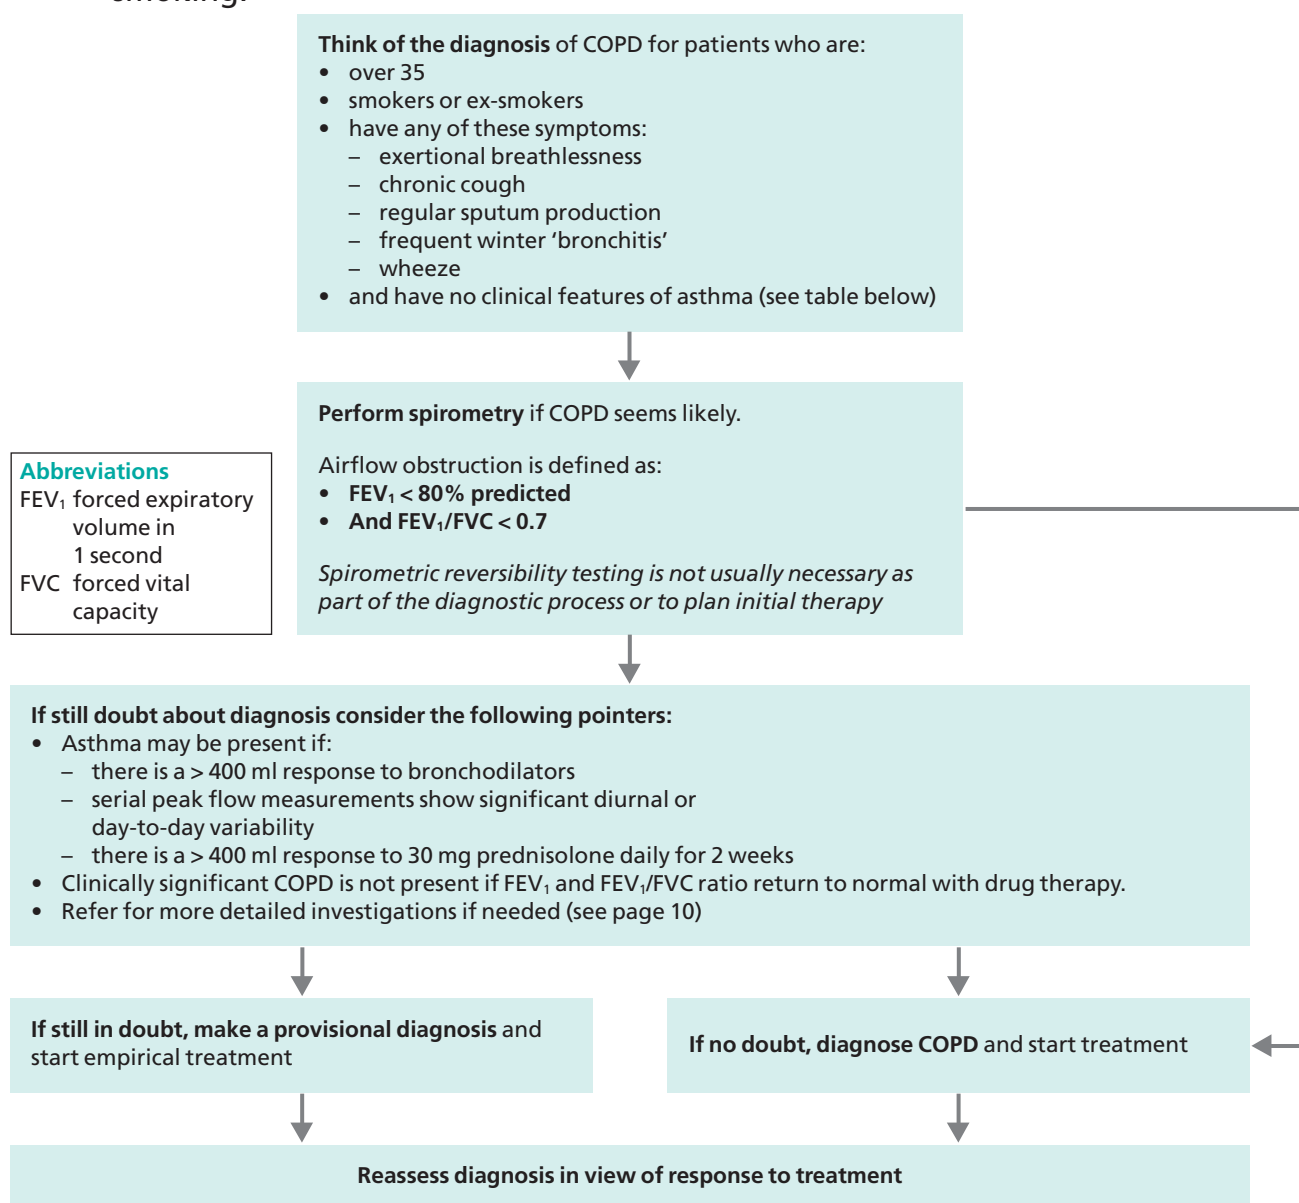 smoking.
Think of the diagnosis of COPD for patients who are:
• over 35
• smokers or ex-smokers
• have any of these symptoms:
– exertional breathlessness
– chronic cough
– regular sputum production
– frequent winter ‘bronchitis’
– wheeze
• and have no clinical features of asthma (see table below)
Perform spirometry if COPD seems likely.
Airflow obstruction is defined as:
• FEV₁ < 80% predicted
• And FEV₁/FVC < 0.7
Spirometric reversibility testing is not usually necessary as
part of the diagnostic process or to plan initial therapy
Abbreviations
FEV₁ forced expiratory
volume in
1 second
FVC forced vital
capacity
If still doubt about diagnosis consider the following pointers:
• Asthma may be present if:
– there is a > 400 ml response to bronchodilators
– serial peak flow measurements show significant diurnal or
day-to-day variability
– there is a > 400 ml response to 30 mg prednisolone daily for 2 weeks
• Clinically significant COPD is not present if FEV₁ and FEV₁/FVC ratio return to normal with drug therapy.
• Refer for more detailed investigations if needed (see page 10)
If still in doubt, make a provisional diagnosis and
start empirical treatment
If no doubt, diagnose COPD and start treatment
Reassess diagnosis in view of response to treatment